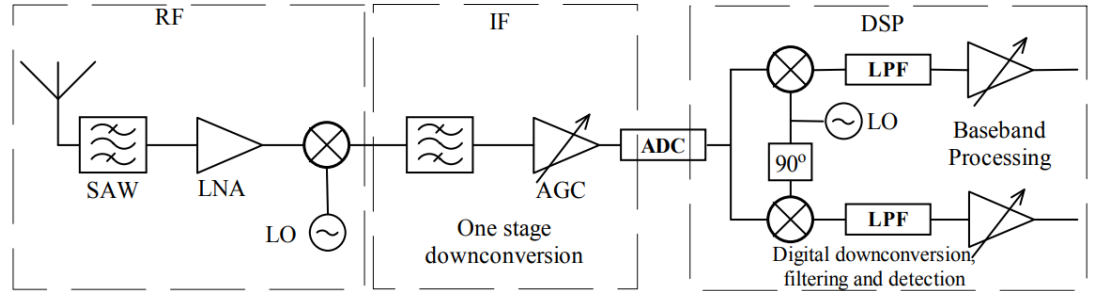 RF
IF
DSP
SAW
LNA
LO
AGC
One stage
downconversion
ADC
LPF
LO
90º
Baseband
Processing
LPF
Digital downconversion,
filtering and detection